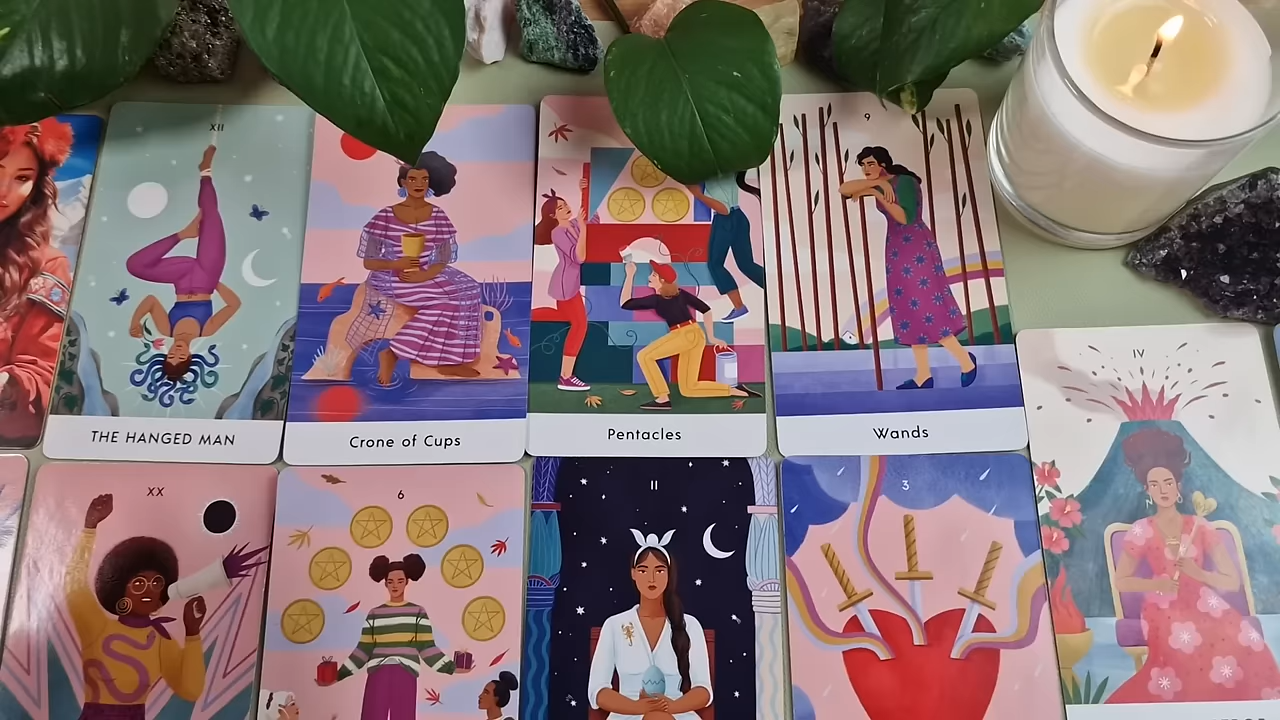 XII
9
THE HANGED MAN
Crone of Cups
Pentacles
Wands
IV
XX
6
II
3